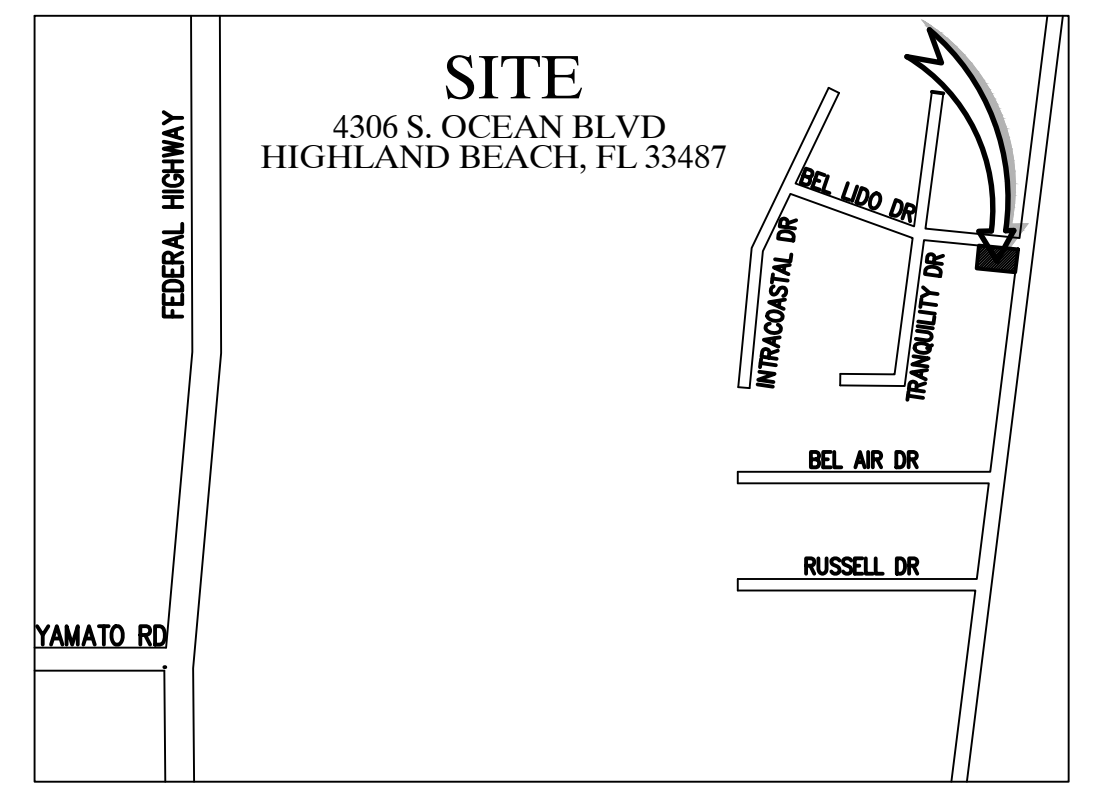 SITE
4306 S. OCEAN BLVD
HIGHLAND BEACH, FL 33487
FEDERAL HIGHWAY
BEL LIDO DR
INTRACOASTAL DR
TRANQUILITY DR
BEL AIR DR
RUSSELL DR
YAMATO RD